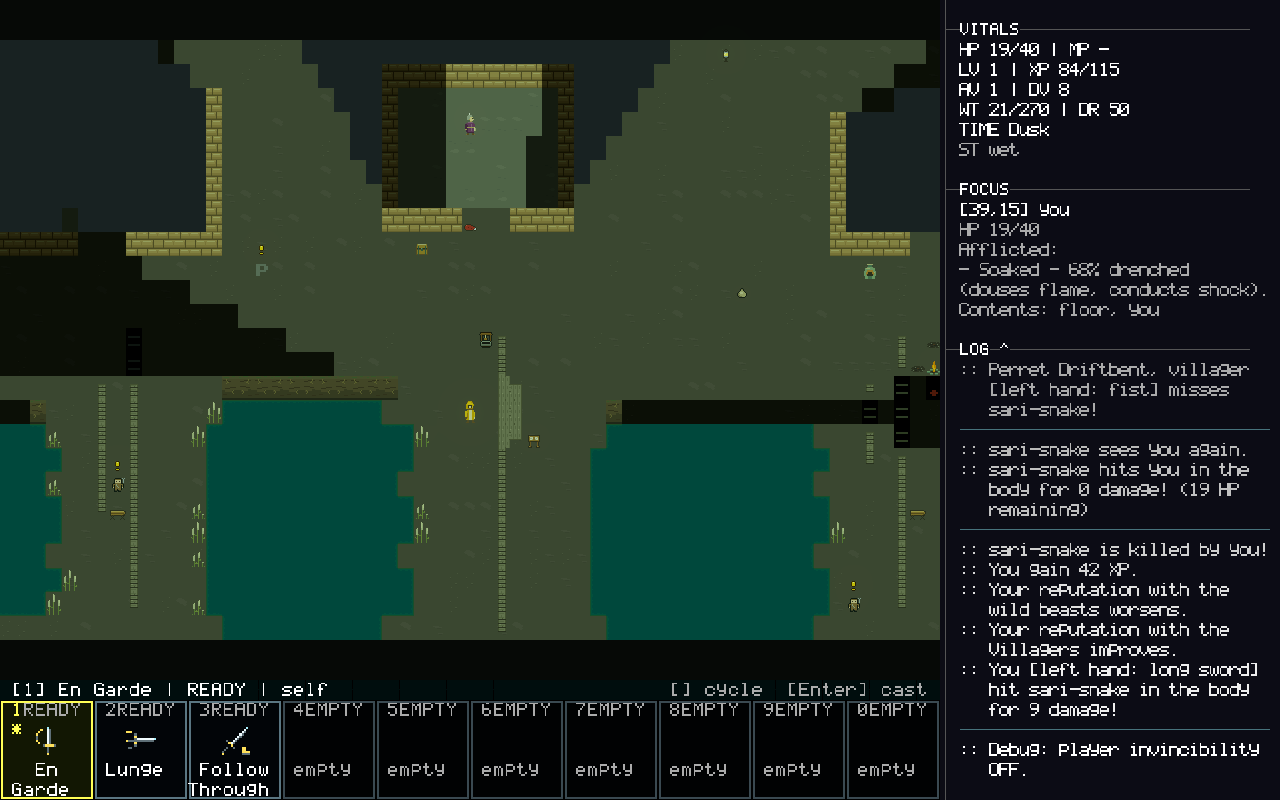 VITALS
HP 19/40 | MP -
LV 1 | XP 84/115
AV 1 | DV 8
WT 21/270 | DR 50
TIME Dusk
ST wet
FOCUS
[39,15] You
HP 19/40
Afflicted:
- Soaked - 68% drenched
(douses flame, conducts shock).
Contents: floor, you
LOG ^
:: Perret Driftbent, villager
[left hand: fist] misses
sari-snake!
:: sari-snake sees you again.
:: sari-snake hits you in the
body for 0 damage! (19 HP
remaining)
:: sari-snake is killed by you!
:: You gain 42 XP.
:: Your reputation with the
wild beasts worsens.
:: Your reputation with the
Villagers improves.
:: You [left hand: long sword]
hit sari-snake in the body
for 9 damage!
:: Debug: Player invincibility
OFF.
P
[1] En Garde | READY | self
[] cycle [Enter] cast
1READY 2READY 3READY 4EMPTY 5EMPTY 6EMPTY 7EMPTY 8EMPTY 9EMPTY 0EMPTY
*
En Garde
Lunge
Follow Through
empty empty empty empty empty empty empty